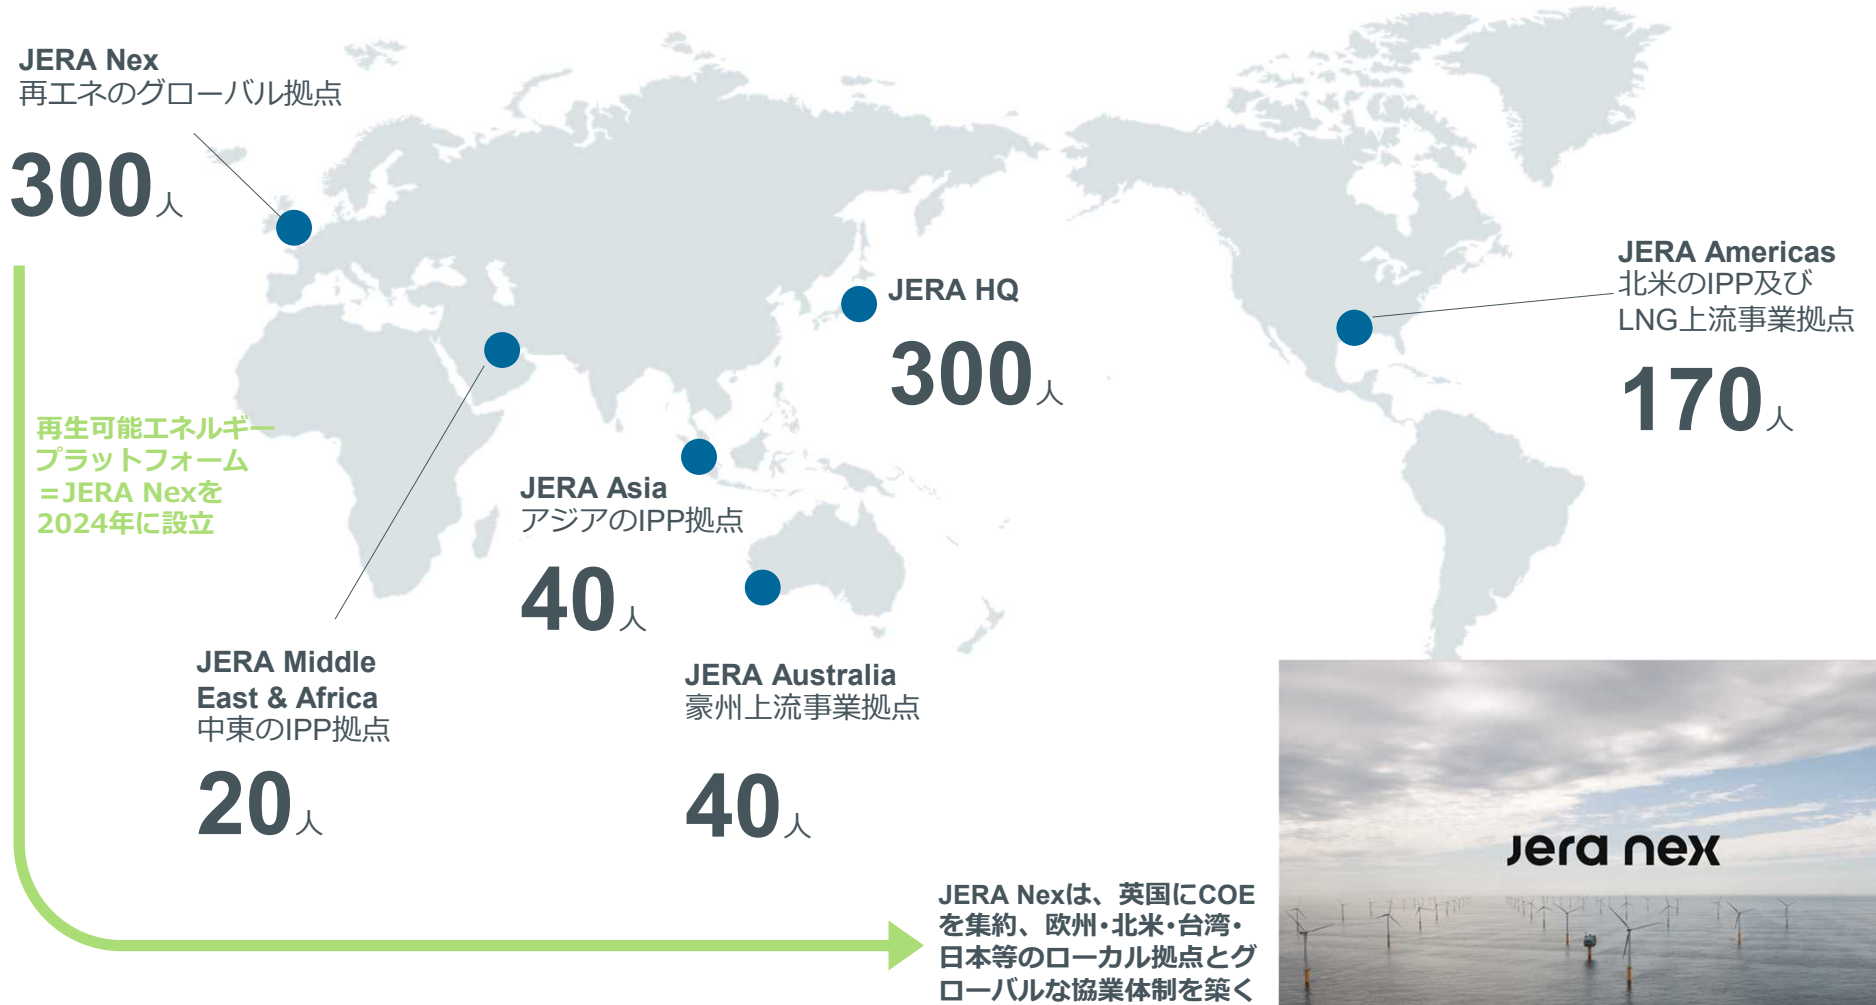 JERA Nex
再エネのグローバル拠点
300人
JERA HQ
300人
JERA Americas
北米のIPP及び
LNG上流事業拠点
170人
再生可能エネルギー
プラットフォーム
=JERA Nexを
2024年に設立
JERA Asia
アジアのIPP拠点
40人
JERA Middle
East & Africa
中東のIPP拠点
20人
JERA Australia
豪州上流事業拠点
40人
JERA Nexは、英国にCOE
を集約、欧州・北米・台湾・
日本等のローカル拠点とグ
ローバルな協業体制を築く
Jera nex